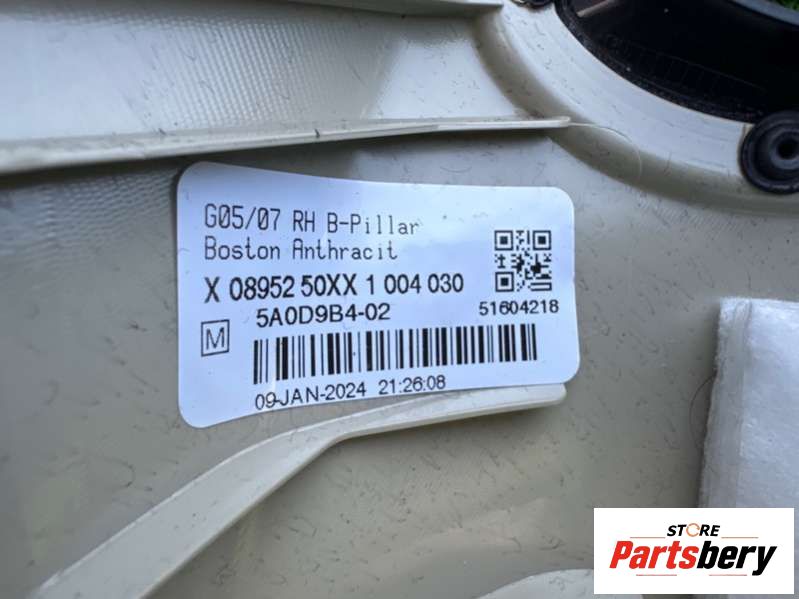 G05/07 RH B-Pillar
Boston Anthracit
X 08952 50XX 1 004 030
5A0D9B4-02
51604218
M
09-JAN-2024 21:26:08
STORE
Partsbery